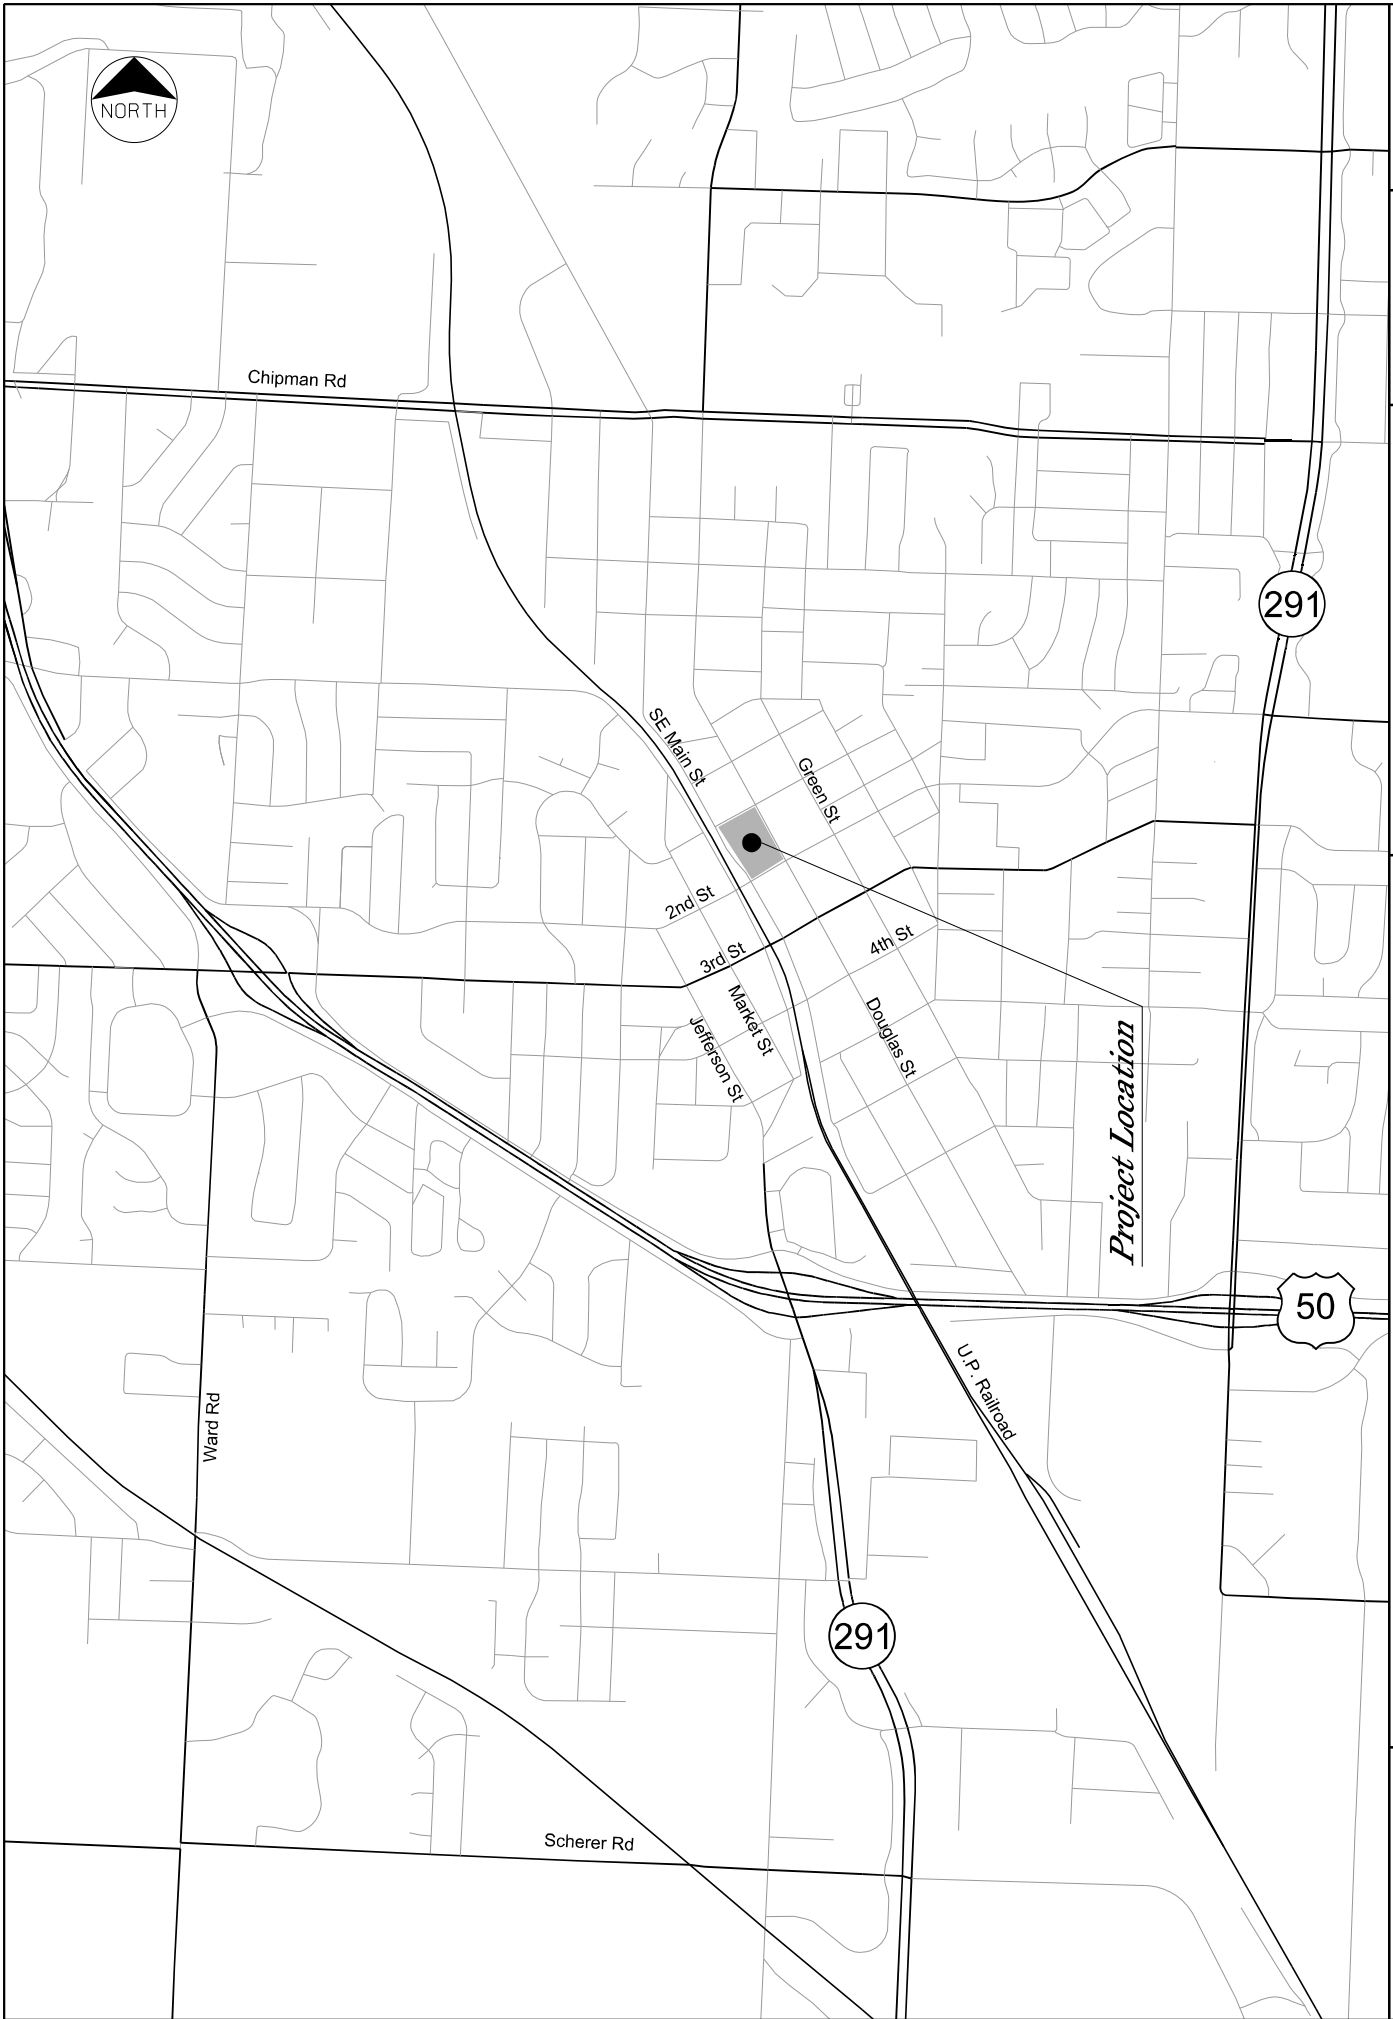 NORTH
Chipman Rd
291
SE Main St
Green St
2nd St
3rd St
4th St
Market St
Jefferson St
Douglas St
Project Location
50
U.P. Railroad
Ward Rd
291
Scherer Rd